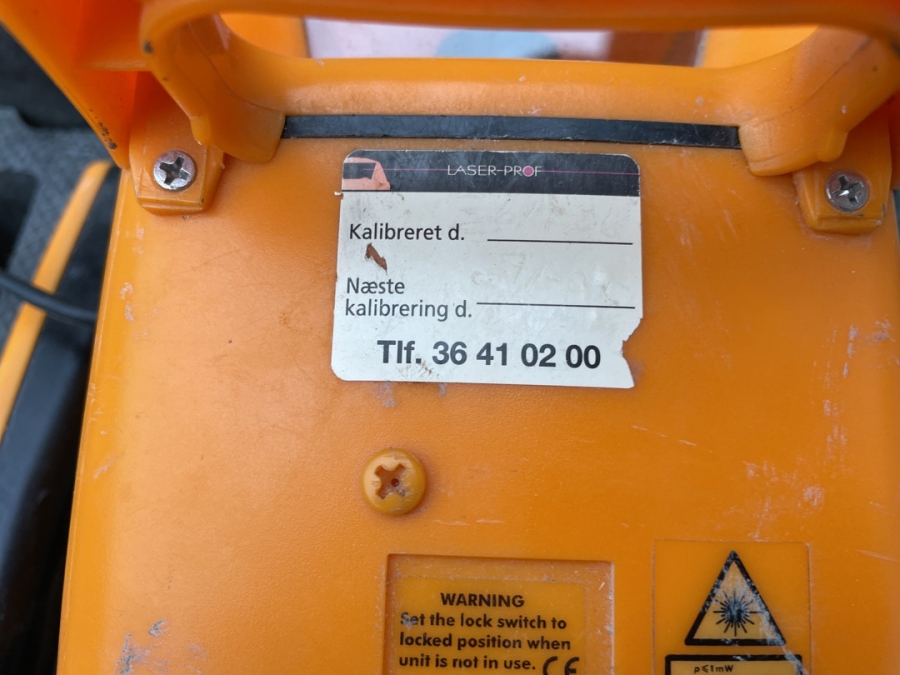 LASER-PROF
Kalibreret d.
Næste
kalibrering d.
Tlf. 36 41 02 00
WARNING
Set the lock switch to
locked position when
unit is not in use.
CE
p≤1mW